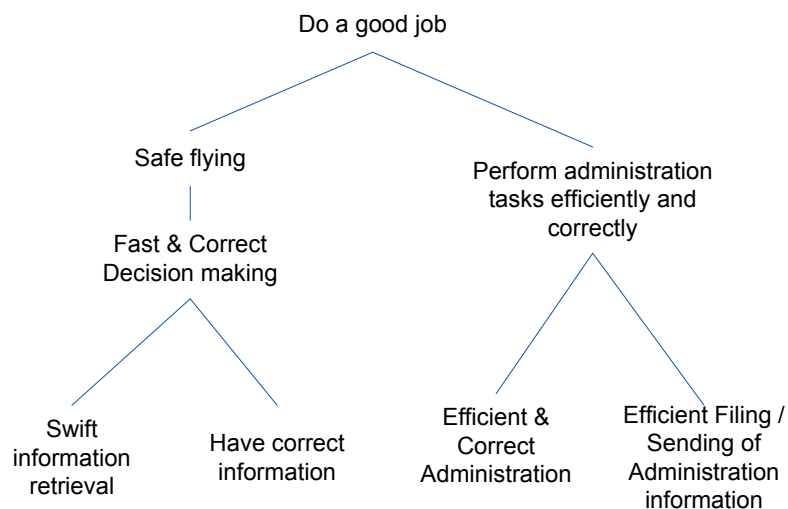 Do a good job
Safe flying
Perform administration
tasks efficiently and
correctly
Fast & Correct
Decision making
Swift
information
retrieval
Have correct
information
Efficient &
Correct
Administration
Efficient Filing /
Sending of
Administration
information